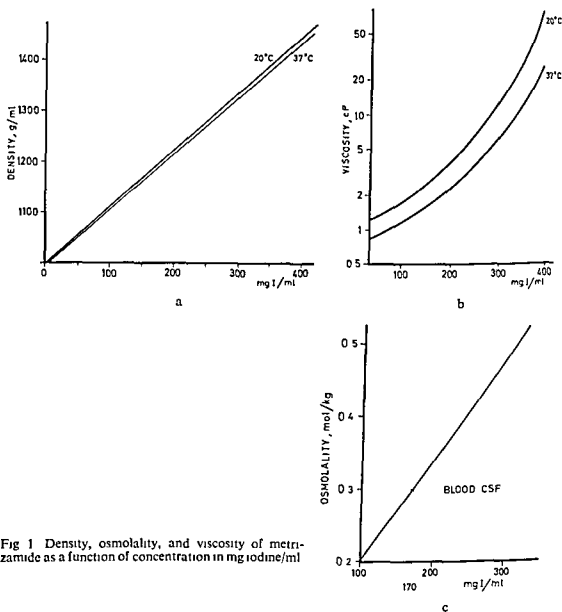 DENSITY, g/ml
1400
1300
1200
1100
20°C 37°C
0 100 200 300 400
mg I/ml
a
VISCOSITY, cP
50
20
10
5
2
1
0 5
20°C
37°C
100 200 300 400
mg I/ml
b
OSMOLALITY, mol/kg
0 5
0 4
0 3
0 2
BLOOD CSF
100 200 300
170 mg I/ml
c
Fig 1 Density, osmolality, and viscosity of metri-
zamide as a function of concentration in mg iodine/ml